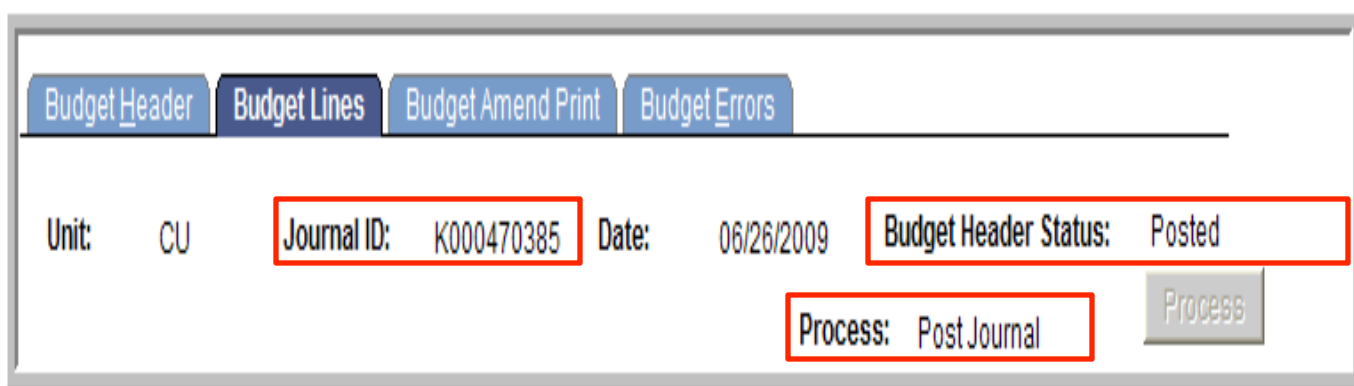 Budget Header Budget Lines Budget Amend Print Budget Errors
Unit: CU Journal ID: K000470385 Date: 06/26/2009 Budget Header Status: Posted
Process: Post Journal Process